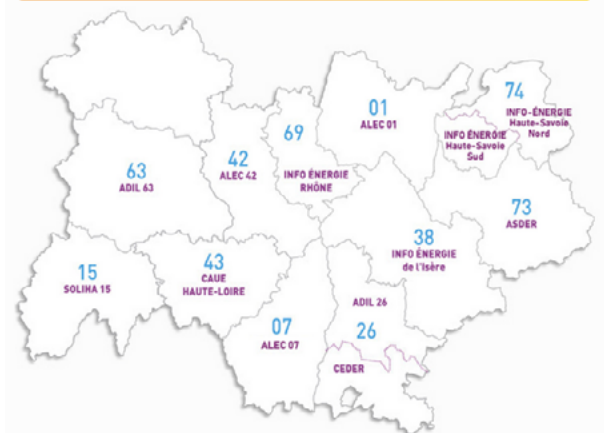 74
INFO-ÉNERGIE
Haute-Savoie
Nord
01
ALEC 01
69
INFO ÉNERGIE
RHÔNE
INFO ÉNERGIE
Haute-Savoie
Sud
63
ADIL 63
42
ALEC 42
73
ASDER
38
INFO ÉNERGIE
de l'Isère
15
SOLIHA 15
43
CAUE
HAUTE-LOIRE
ADIL 26
26
07
ALEC 07
CEDER